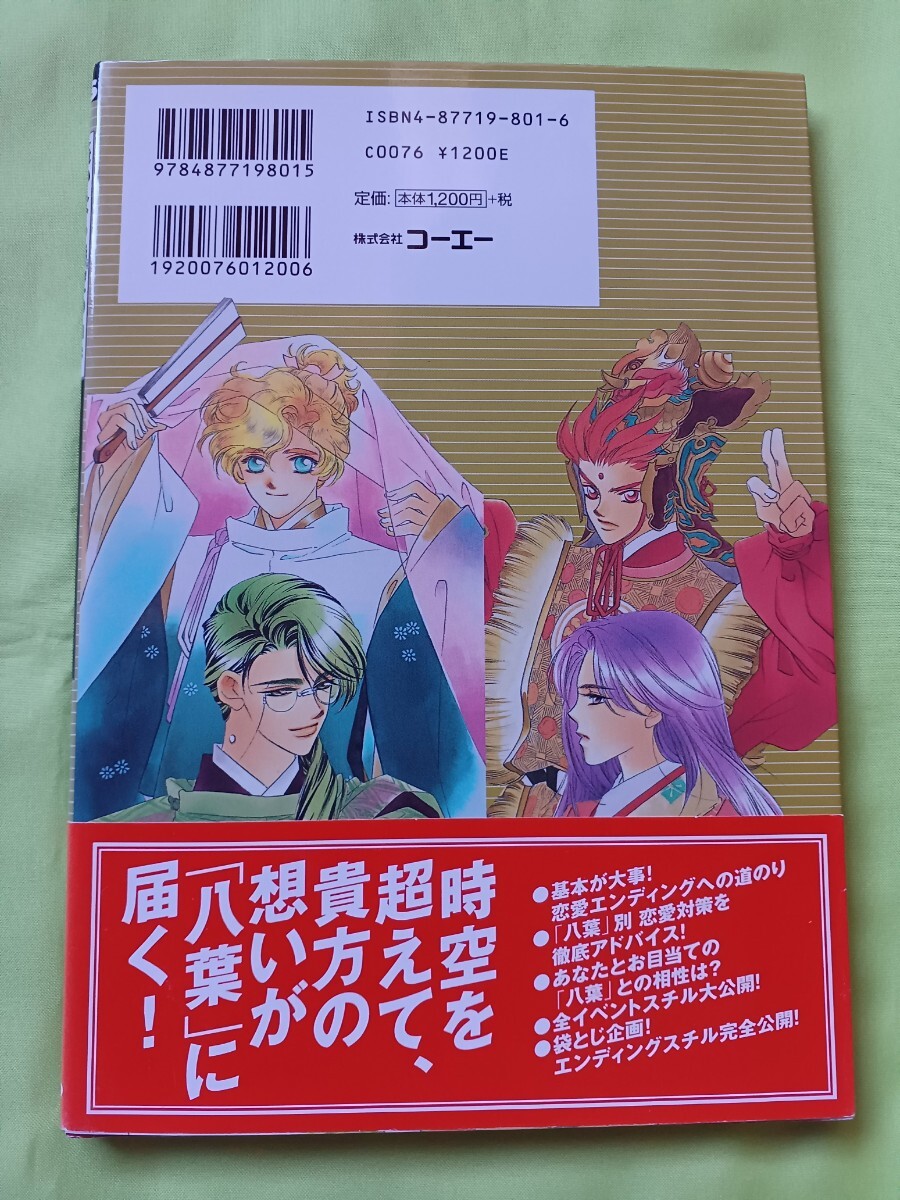 ISBN4-87719-801-6
C0076 ¥1200E
9784877198015
定価: 本体1,200円+税
株式会社 コーエー
1920076012006
時空を
超えて、
貴方の
想いが
「八葉」に
届く!
●基本が大事!
恋愛エンディングへの道のり
●「八葉」別 恋愛対策を
徹底アドバイス!
●あなたとお目当ての
「八葉」との相性は?
●全イベントスチル大公開!
●袋とじ企画!
エンディングスチル完全公開!